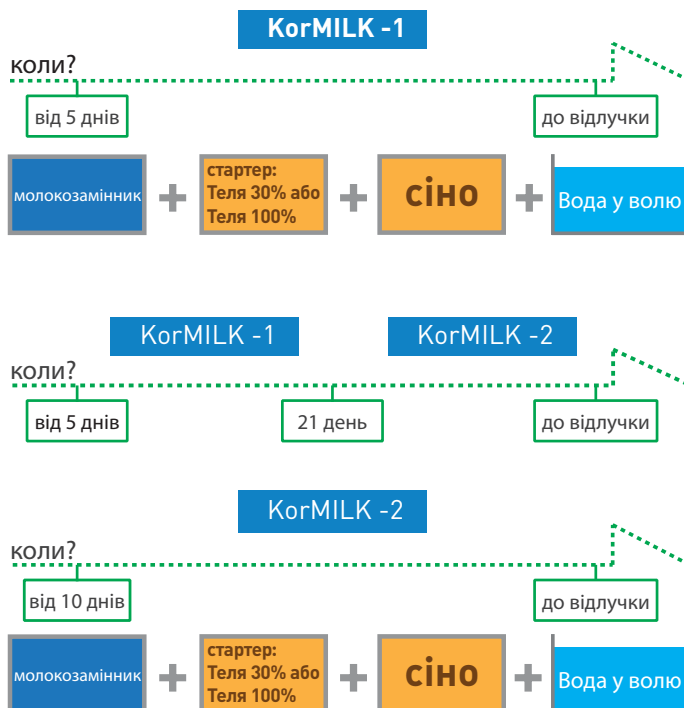 KorMILK -1
коли?
від 5 днів
до відлучки
молокозамінник
+
стартер:
Теля 30% або
Теля 100%
+
сіно
+
Вода у волю
KorMILK -1
KorMILK -2
коли?
від 5 днів
21 день
до відлучки
KorMILK -2
коли?
від 10 днів
до відлучки
молокозамінник
+
стартер:
Теля 30% або
Теля 100%
+
сіно
+
Вода у волю